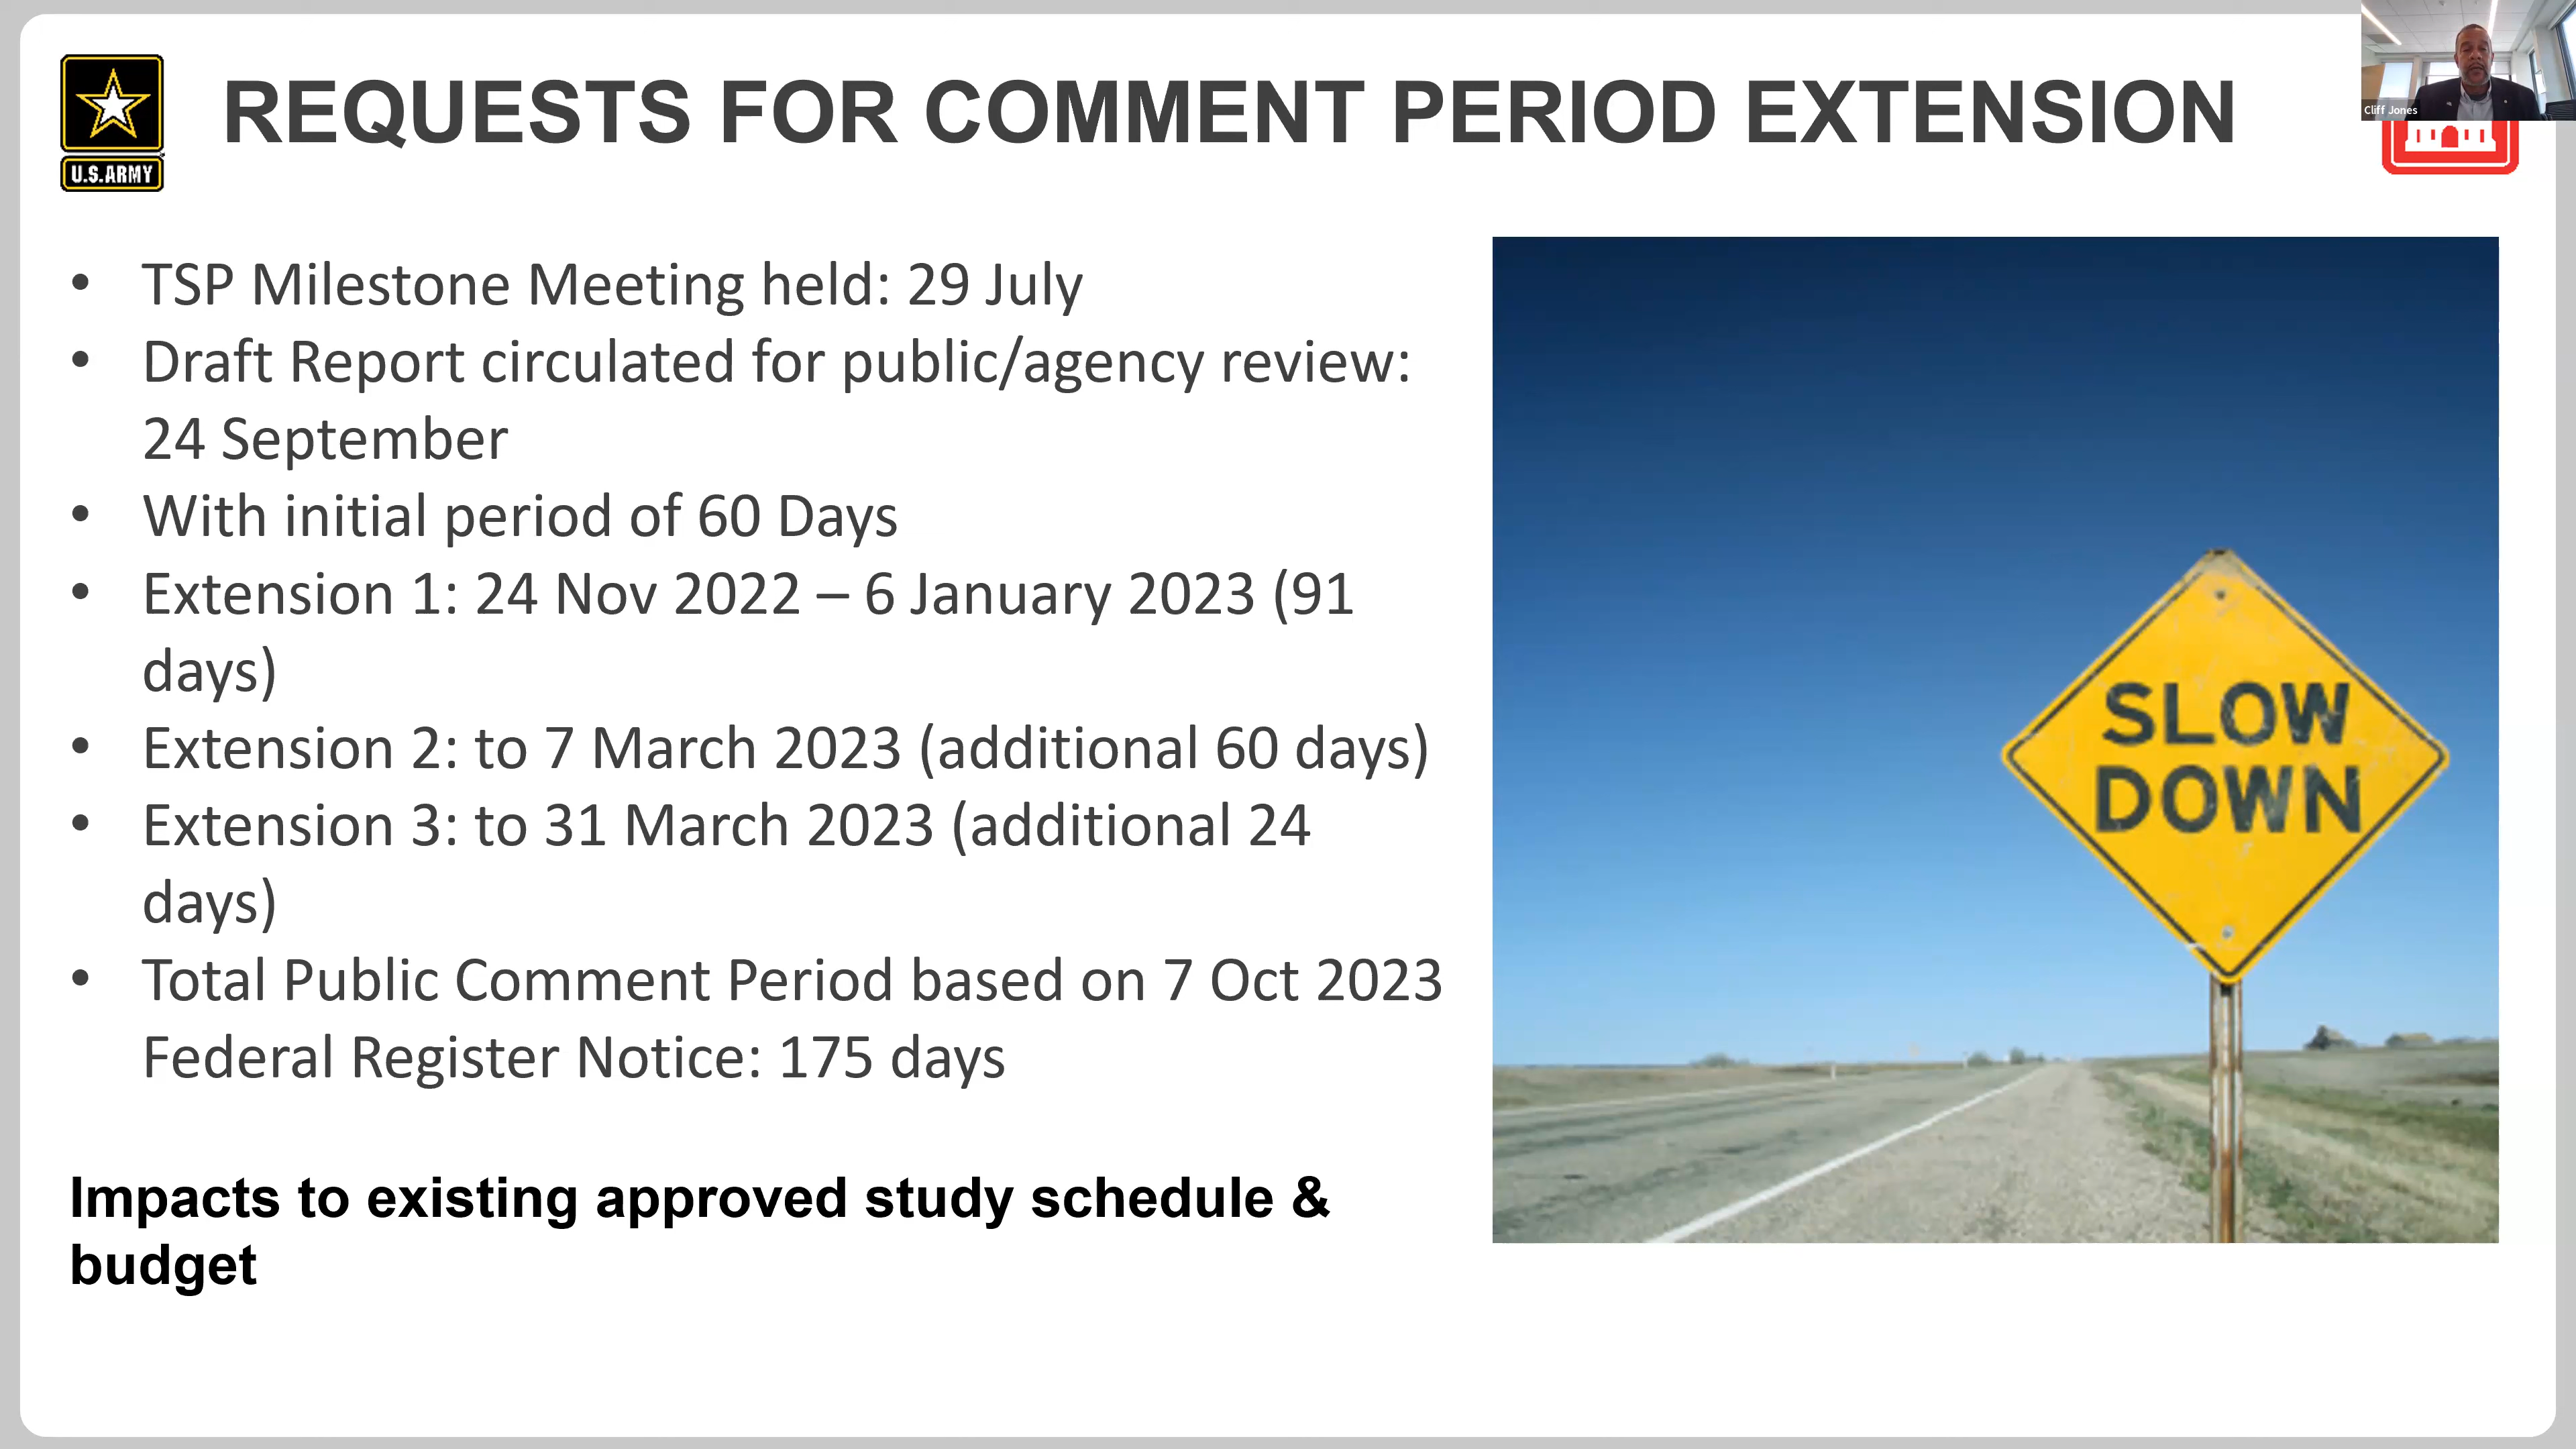 REQUESTS FOR COMMENT PERIOD EXTENSION
Cliff Jones
U.S.ARMY
• TSP Milestone Meeting held: 29 July
• Draft Report circulated for public/agency review:
24 September
• With initial period of 60 Days
• Extension 1: 24 Nov 2022 – 6 January 2023 (91
days)
• Extension 2: to 7 March 2023 (additional 60 days)
• Extension 3: to 31 March 2023 (additional 24
days)
• Total Public Comment Period based on 7 Oct 2023
Federal Register Notice: 175 days
Impacts to existing approved study schedule &
budget
SLOW
DOWN